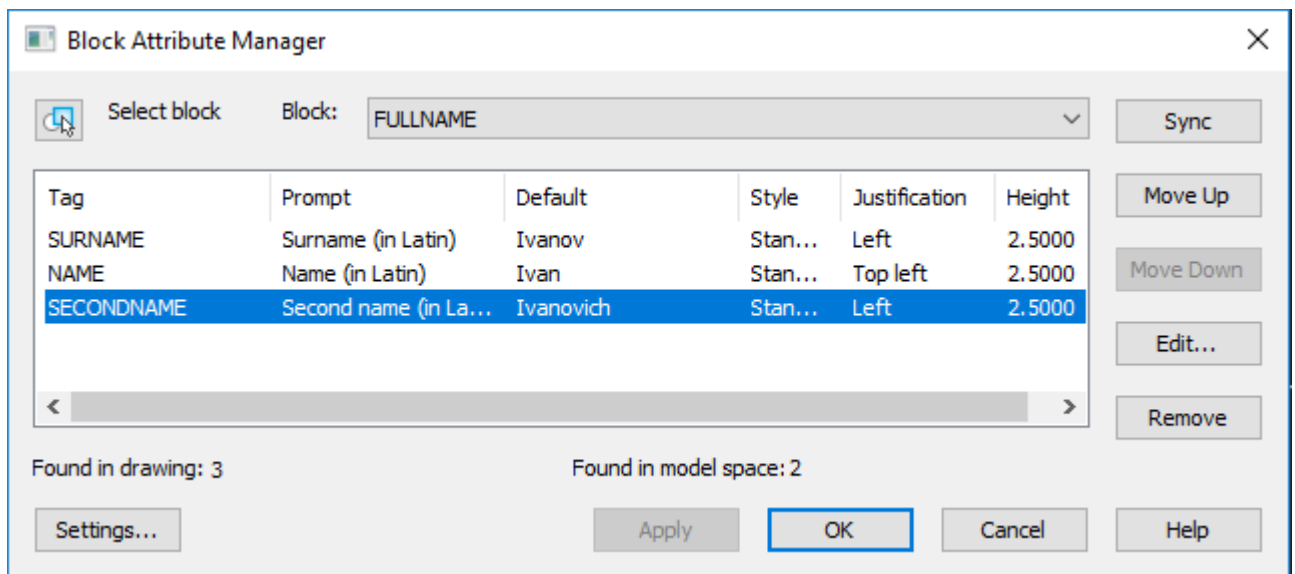 Block Attribute Manager
Select block Block: FULLNAME Sync
Tag Prompt Default Style Justification Height Move Up
SURNAME Surname (in Latin) Ivanov Stan... Left 2.5000
NAME Name (in Latin) Ivan Stan... Top left 2.5000 Move Down
SECONDNAME Second name (in La... Ivanovich Stan... Left 2.5000
Edit...
Remove
Found in drawing: 3 Found in model space: 2
Settings... Apply OK Cancel Help